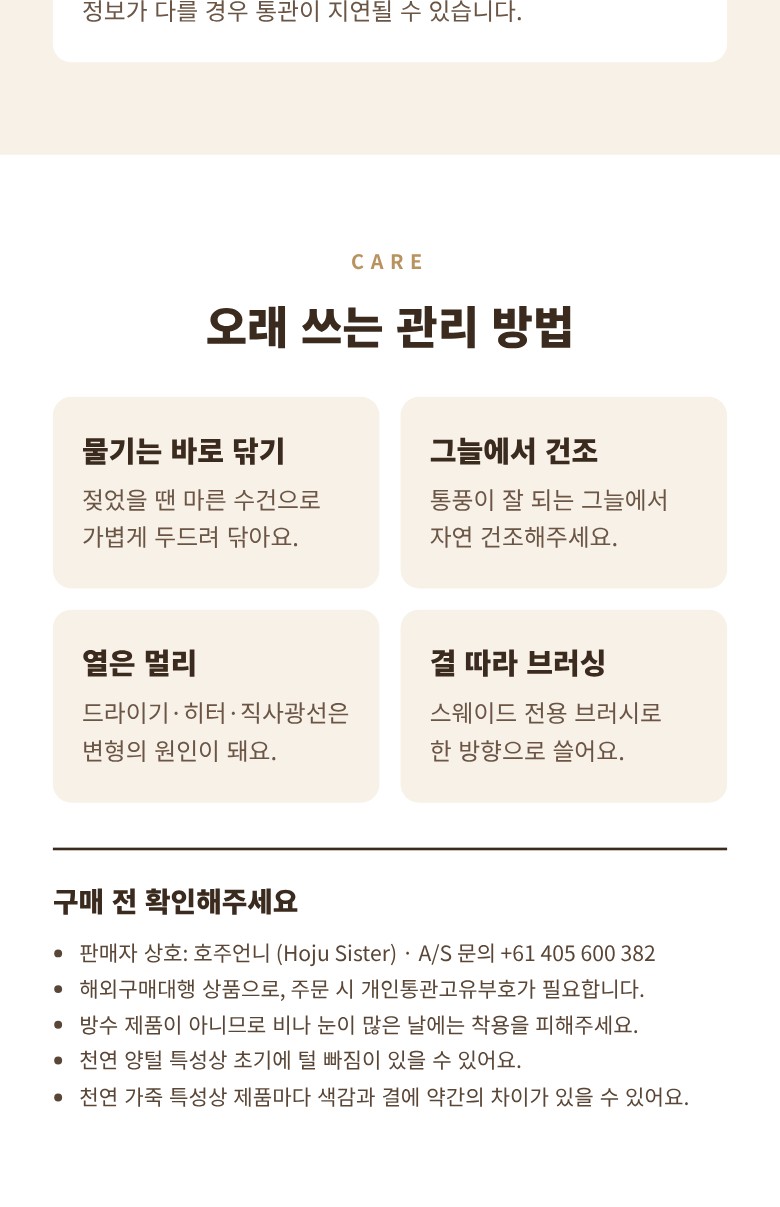 정보가 다를 경우 통관이 지연될 수 있습니다.
CARE
오래 쓰는 관리 방법
물기는 바로 닦기
젖었을 땐 마른 수건으로
가볍게 두드려 닦아요.
그늘에서 건조
통풍이 잘 되는 그늘에서
자연 건조해주세요.
열은 멀리
드라이기·히터·직사광선은
변형의 원인이 돼요.
결 따라 브러싱
스웨이드 전용 브러시로
한 방향으로 쓸어요.
구매 전 확인해주세요
• 판매자 상호: 호주언니 (Hoju Sister) · A/S 문의 +61 405 600 382
• 해외구매대행 상품으로, 주문 시 개인통관고유부호가 필요합니다.
• 방수 제품이 아니므로 비나 눈이 많은 날에는 착용을 피해주세요.
• 천연 양털 특성상 초기에 털 빠짐이 있을 수 있어요.
• 천연 가죽 특성상 제품마다 색감과 결에 약간의 차이가 있을 수 있어요.